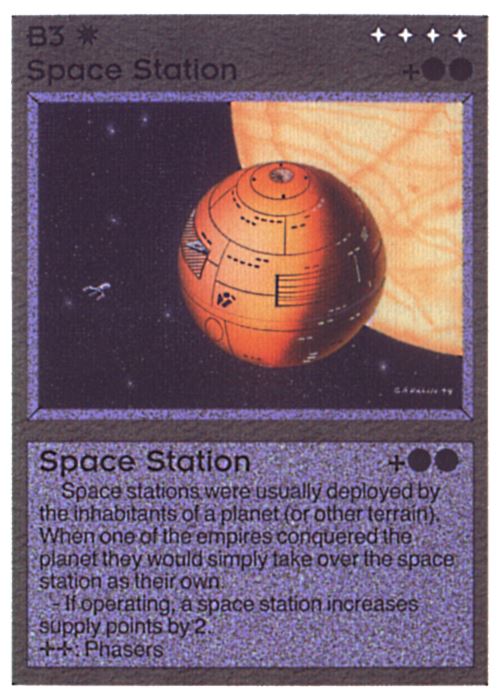 B3
Space Station +
Space Station +
Space stations were usually deployed by
the inhabitants of a planet (or other terrain).
When one of the empires conquered the
planet they would simply take over the space
station as their own.
- If operating, a space station increases
supply points by 2.
++: Phasers